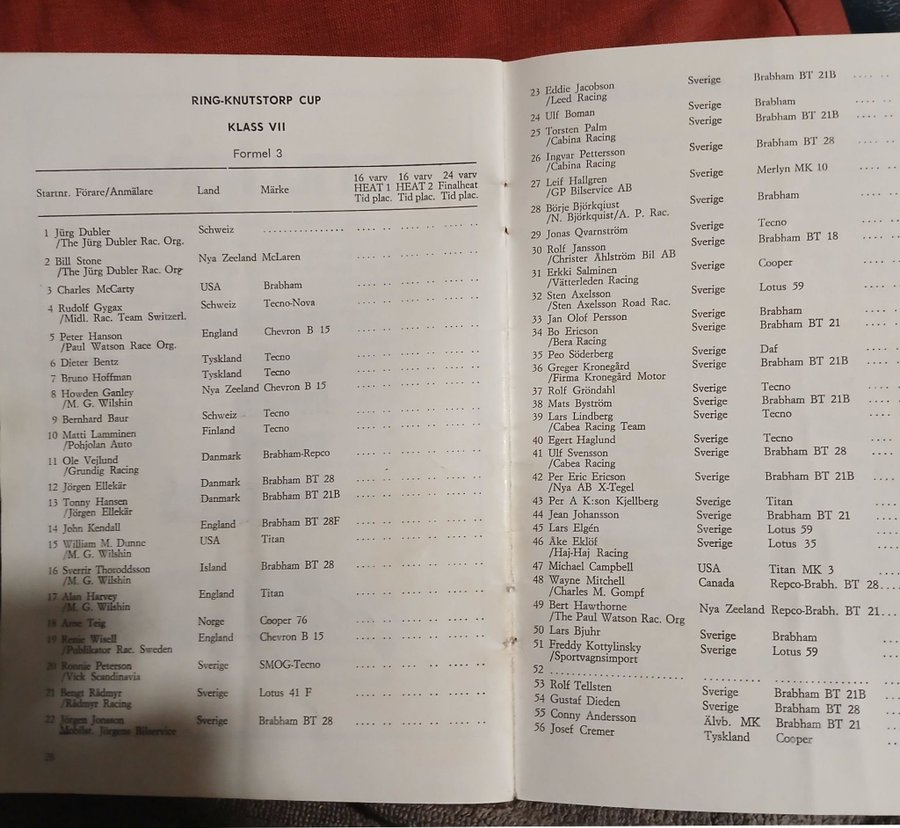 RING-KNUTSTORP CUP
KLASS VII
Formel 3
Startnr. Förare/Anmälare Land Märke 16 varv HEAT 1 Tid plac. 16 varv HEAT 2 Tid plac. 24 varv Finalheat Tid plac.
1 Jürg Dubler Schweiz ................
/The Jürg Dubler Rac. Org.
2 Bill Stone Nya Zeeland McLaren
/The Jürg Dubler Rac. Org
3 Charles McCarty USA Brabham
4 Rudolf Gygax Schweiz Tecno-Nova
/Midl. Rac. Team Switzerl.
5 Peter Hanson England Chevron B 15
/Paul Watson Race Org.
6 Dieter Bentz Tyskland Tecno
7 Bruno Hoffman Tyskland Tecno
8 Howden Ganley Nya Zeeland Chevron B 15
/M. G. Wilshin
9 Bernhard Baur Schweiz Tecno
10 Matti Lamminen Finland Tecno
/Pohjolan Auto
11 Ole Vejlund Danmark Brabham-Repco
/Grundig Racing
12 Jörgen Ellekär Danmark Brabham BT 28
13 Tonny Hansen Danmark Brabham BT 21B
/Jörgen Ellekär
14 John Kendall England Brabham BT 28F
15 William M. Dunne USA Titan
/M. G. Wilshin
16 Sverrir Thoroddsson Island Brabham BT 28
/M. G. Wilshin
17 Alan Harvey England Titan
/M. G. Wilshin
18 Arne Teig Norge Cooper 76
19 Renie Wisell England Chevron B 15
/Publikator Rac. Sweden
20 Ronnie Peterson Sverige SMOG-Tecno
/Vick Scandinavia
21 Bengt Rådmyr Sverige Lotus 41 F
/Rådmyr Racing
22 Jörgen Jonsson Sverige Brabham BT 28
Mobilst. Jörgens Bilservice
26
23 Eddie Jacobson Sverige Brabham BT 21B
/Leed Racing
24 Ulf Boman Sverige Brabham
25 Torsten Palm Sverige Brabham BT 21B
/Cabina Racing
26 Ingvar Pettersson Sverige Brabham BT 28
/Cabina Racing
27 Leif Hallgren Sverige Merlyn MK 10
/GP Bilservice AB
28 Börje Björkqiust Sverige Brabham
/N. Björkquist/A. P. Rac.
29 Jonas Qvarnström Sverige Tecno
30 Rolf Jansson Sverige Brabham BT 18
/Christer Åhlström Bil AB
31 Erkki Salminen Sverige Cooper
/Vätterleden Racing
32 Sten Axelsson Sverige Lotus 59
/Sten Axelsson Road Rac.
33 Jan Olof Persson Sverige Brabham
34 Bo Ericson Sverige Brabham BT 21
/Bera Racing
35 Peo Söderberg Sverige Daf
36 Greger Kronegård Sverige Brabham BT 21B
/Firma Kronegård Motor
37 Rolf Gröndahl Sverige Tecno
38 Mats Byström Sverige Brabham BT 21B
39 Lars Lindberg Sverige Tecno
/Cabea Racing Team
40 Egert Haglund Sverige Tecno
41 Ulf Svensson Sverige Brabham BT 28
/Cabea Racing
42 Per Eric Ericson Sverige Brabham BT 21B
/Nya AB X-Tegel
43 Per A K:son Kjellberg Sverige Titan
44 Jean Johansson Sverige Brabham BT 21
45 Lars Elgén Sverige Lotus 59
46 Åke Eklöf Sverige Lotus 35
/Haj-Haj Racing
47 Michael Campbell USA Titan MK 3
48 Wayne Mitchell Canada Repco-Brabh. BT 28
/Charles M. Gompf
49 Bert Hawthorne Nya Zeeland Repco-Brabh. BT 21
/The Paul Watson Rac. Org
50 Lars Bjuhr Sverige Brabham
51 Freddy Kottylinsky Sverige Lotus 59
/Sportvagnsimport
52 ........................
53 Rolf Tellsten Sverige Brabham BT 21B
54 Gustaf Dieden Sverige Brabham BT 28
55 Conny Andersson Älvb. MK Brabham BT 21
56 Josef Cremer Tyskland Cooper